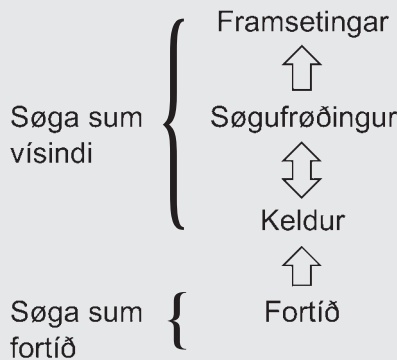 Framsetingar
Søga sum
vísindi
Søgufrøðingur
Keldur
Søga sum
fortíð
Fortíð